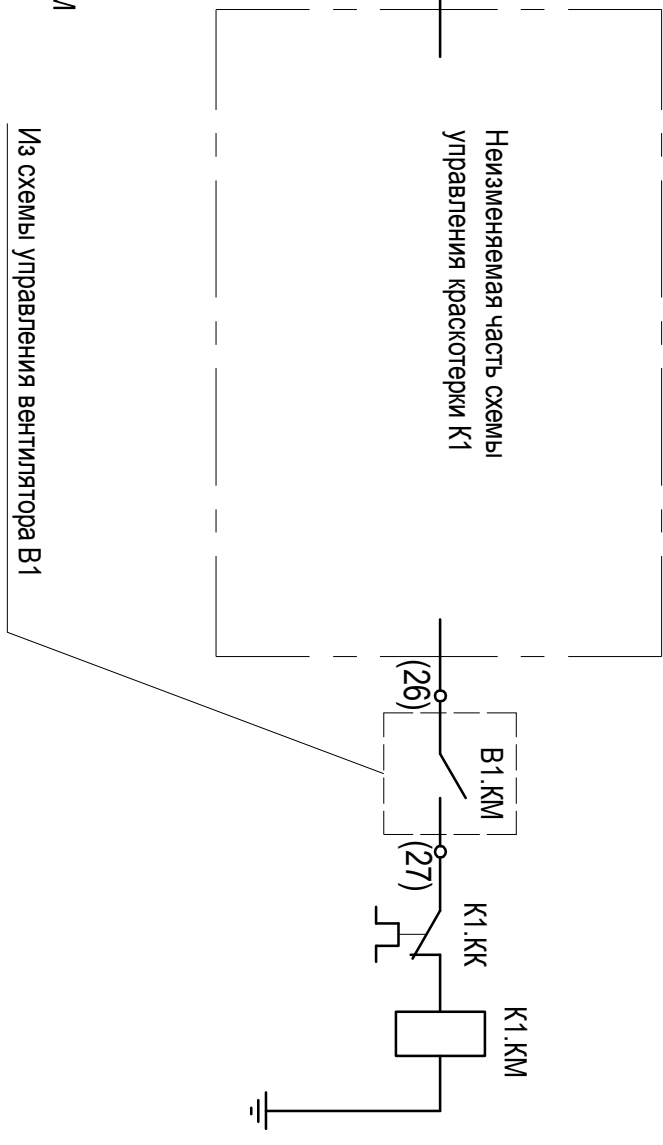 М
Неизменяемая часть схемы
управления краскотерки К1
Из схемы управления вентилятора В1
(26)
В1.КМ
(27)
К1.КК
К1.КМ